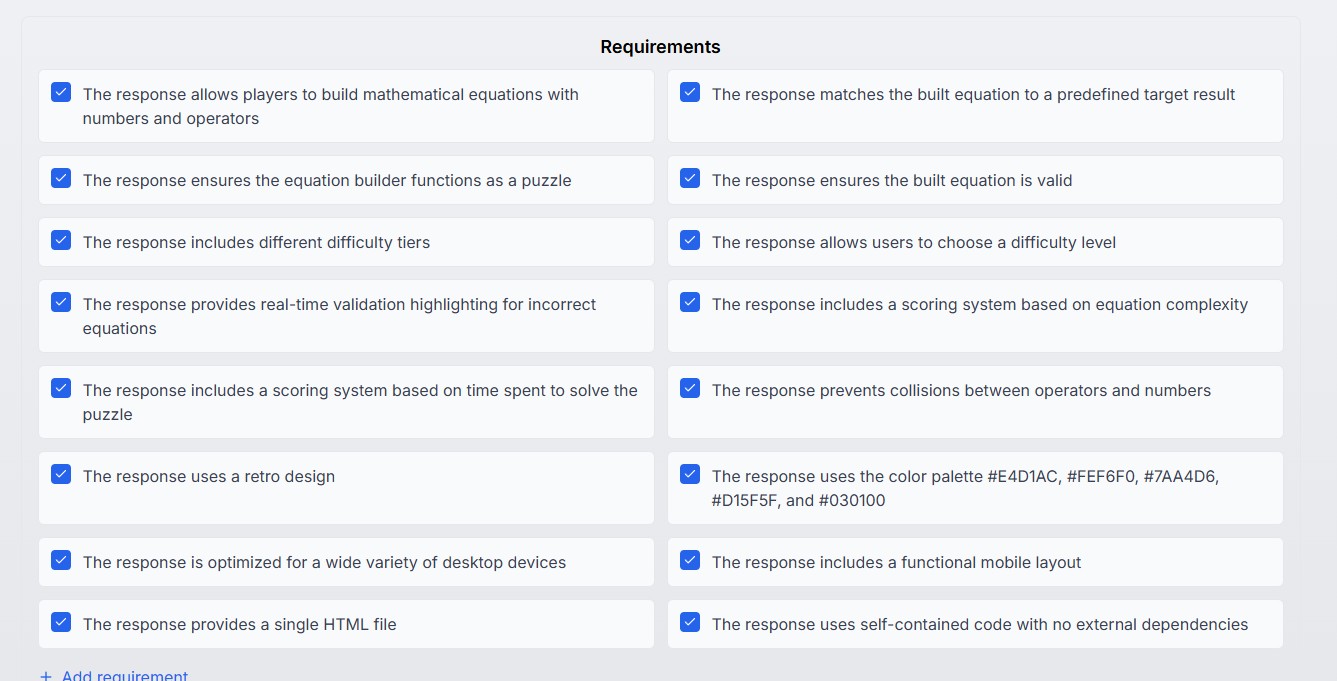 Requirements
The response allows players to build mathematical equations with
numbers and operators
The response matches the built equation to a predefined target result
The response ensures the equation builder functions as a puzzle
The response ensures the built equation is valid
The response includes different difficulty tiers
The response allows users to choose a difficulty level
The response provides real-time validation highlighting for incorrect
equations
The response includes a scoring system based on equation complexity
The response includes a scoring system based on time spent to solve the
puzzle
The response prevents collisions between operators and numbers
The response uses a retro design
The response uses the color palette #E4D1AC, #FEF6F0, #7AA4D6,
#D15F5F, and #030100
The response is optimized for a wide variety of desktop devices
The response includes a functional mobile layout
The response provides a single HTML file
The response uses self-contained code with no external dependencies
+ Add requirement